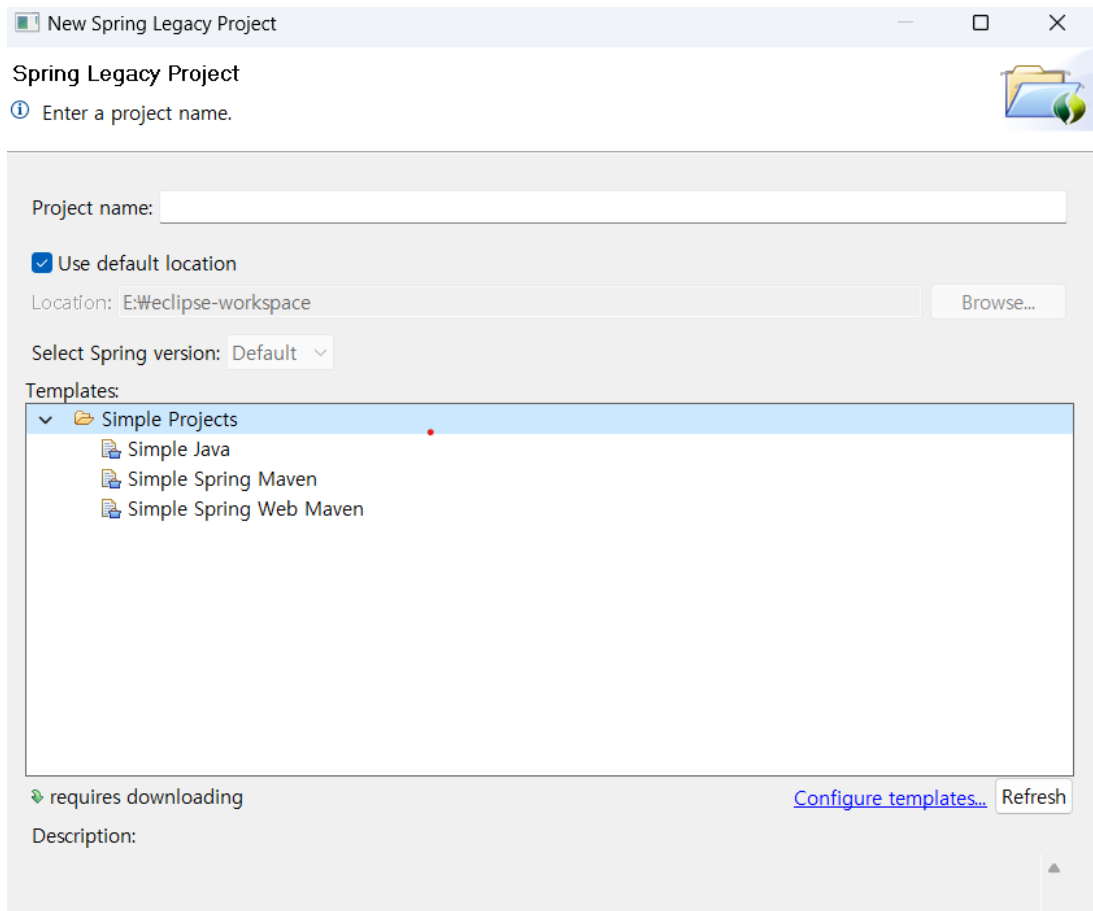 New Spring Legacy Project
Spring Legacy Project
Enter a project name.
Project name:
Use default location
Location: E:₩eclipse-workspace Browse...
Select Spring version: Default
Templates:
Simple Projects
Simple Java
Simple Spring Maven
Simple Spring Web Maven
requires downloading Configure templates... Refresh
Description: